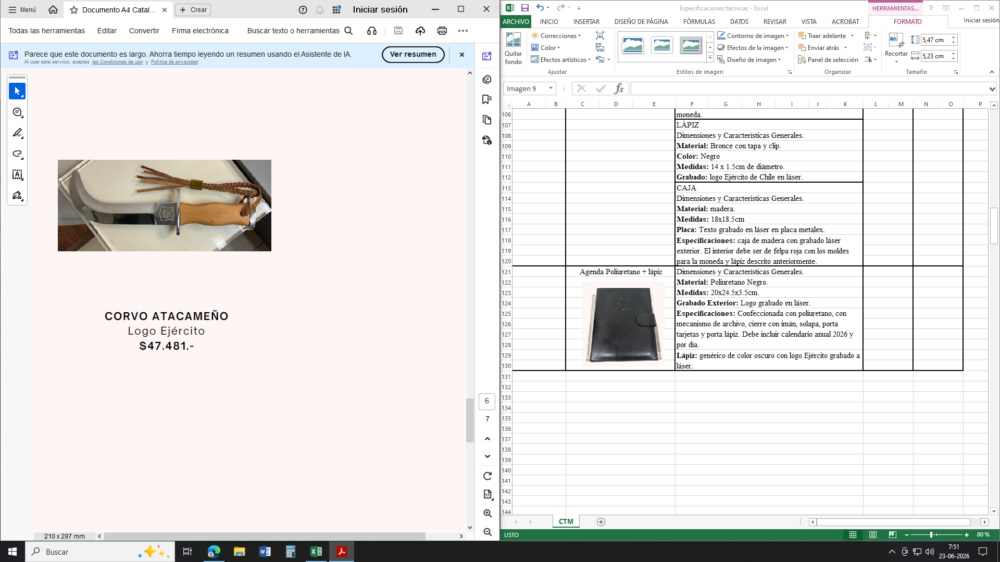 Menú
Documento A4 Catal...
Crear
Iniciar sesión
Todas las herramientas
Editar
Convertir
Firma electrónica
Buscar texto o herramientas
Parece que este documento es largo. Ahorra tiempo leyendo un resumen usando el Asistente de IA.
Al usar este servicio, aceptas las Condiciones de uso y Política de privacidad
Ver resumen
CORVO ATACAMEÑO
Logo Ejército
$47.481.-
6
7
1:1
210 x 297 mm
Especificaciones técnicas - Excel
HERRAMIENTAS...
ARCHIVO
INICIO
INSERTAR
DISEÑO DE PÁGINA
FÓRMULAS
DATOS
REVISAR
VISTA
ACROBAT
FORMATO
Iniciar sesión
Quitar fondo
Correcciones
Color
Efectos artísticos
Ajustar
Estilos de imagen
Contorno de imagen
Efectos de la imagen
Diseño de imagen
Traer adelante
Enviar atrás
Panel de selección
Organizar
Recortar
5,47 cm
5,23 cm
Tamaño
Imagen 9
fx
A B C D E F G H I J K L M N O P
106 moneda.
107 LÁPIZ
108 Dimensiones y Caracteristicas Generales.
109 Material: Bronce con tapa y clip.
110 Color: Negro
111 Medidas: 14 x 1.5cm de diámetro.
112 Grabado: logo Ejército de Chile en láser.
113 CAJA
114 Dimensiones y Características Generales.
115 Material: madera.
116 Medidas: 18x18.5cm
117 Placa: Texto grabado en láser en placa metalex.
118 Especificaciones: caja de madera con grabado láser
119 exterior. El interior debe ser de felpa roja con los moldes
120 para la moneda y lápiz descrito anteriormente.
121 Agenda Poliuretano + lápiz Dimensiones y Caracteristicas Generales.
122 Material: Poliuretano Negro.
123 Medidas: 20x24.5x3.5cm.
124 Grabado Exterior: Logo grabado en láser.
125 Especificaciones: Confeccionada con poliuretano, con
126 mecanismo de archivo, cierre con imán, solapa, porta
127 tarjetas y porta lápiz. Debe incluir calendario anual 2026 y
128 por día.
129 Lápiz: genérico de color oscuro con logo Ejército grabado a
130 láser.
131
132
133
134
135
136
137
138
139
140
141
142
143
144
CTM
LISTO
80 %
Buscar
7:51
23-06-2026